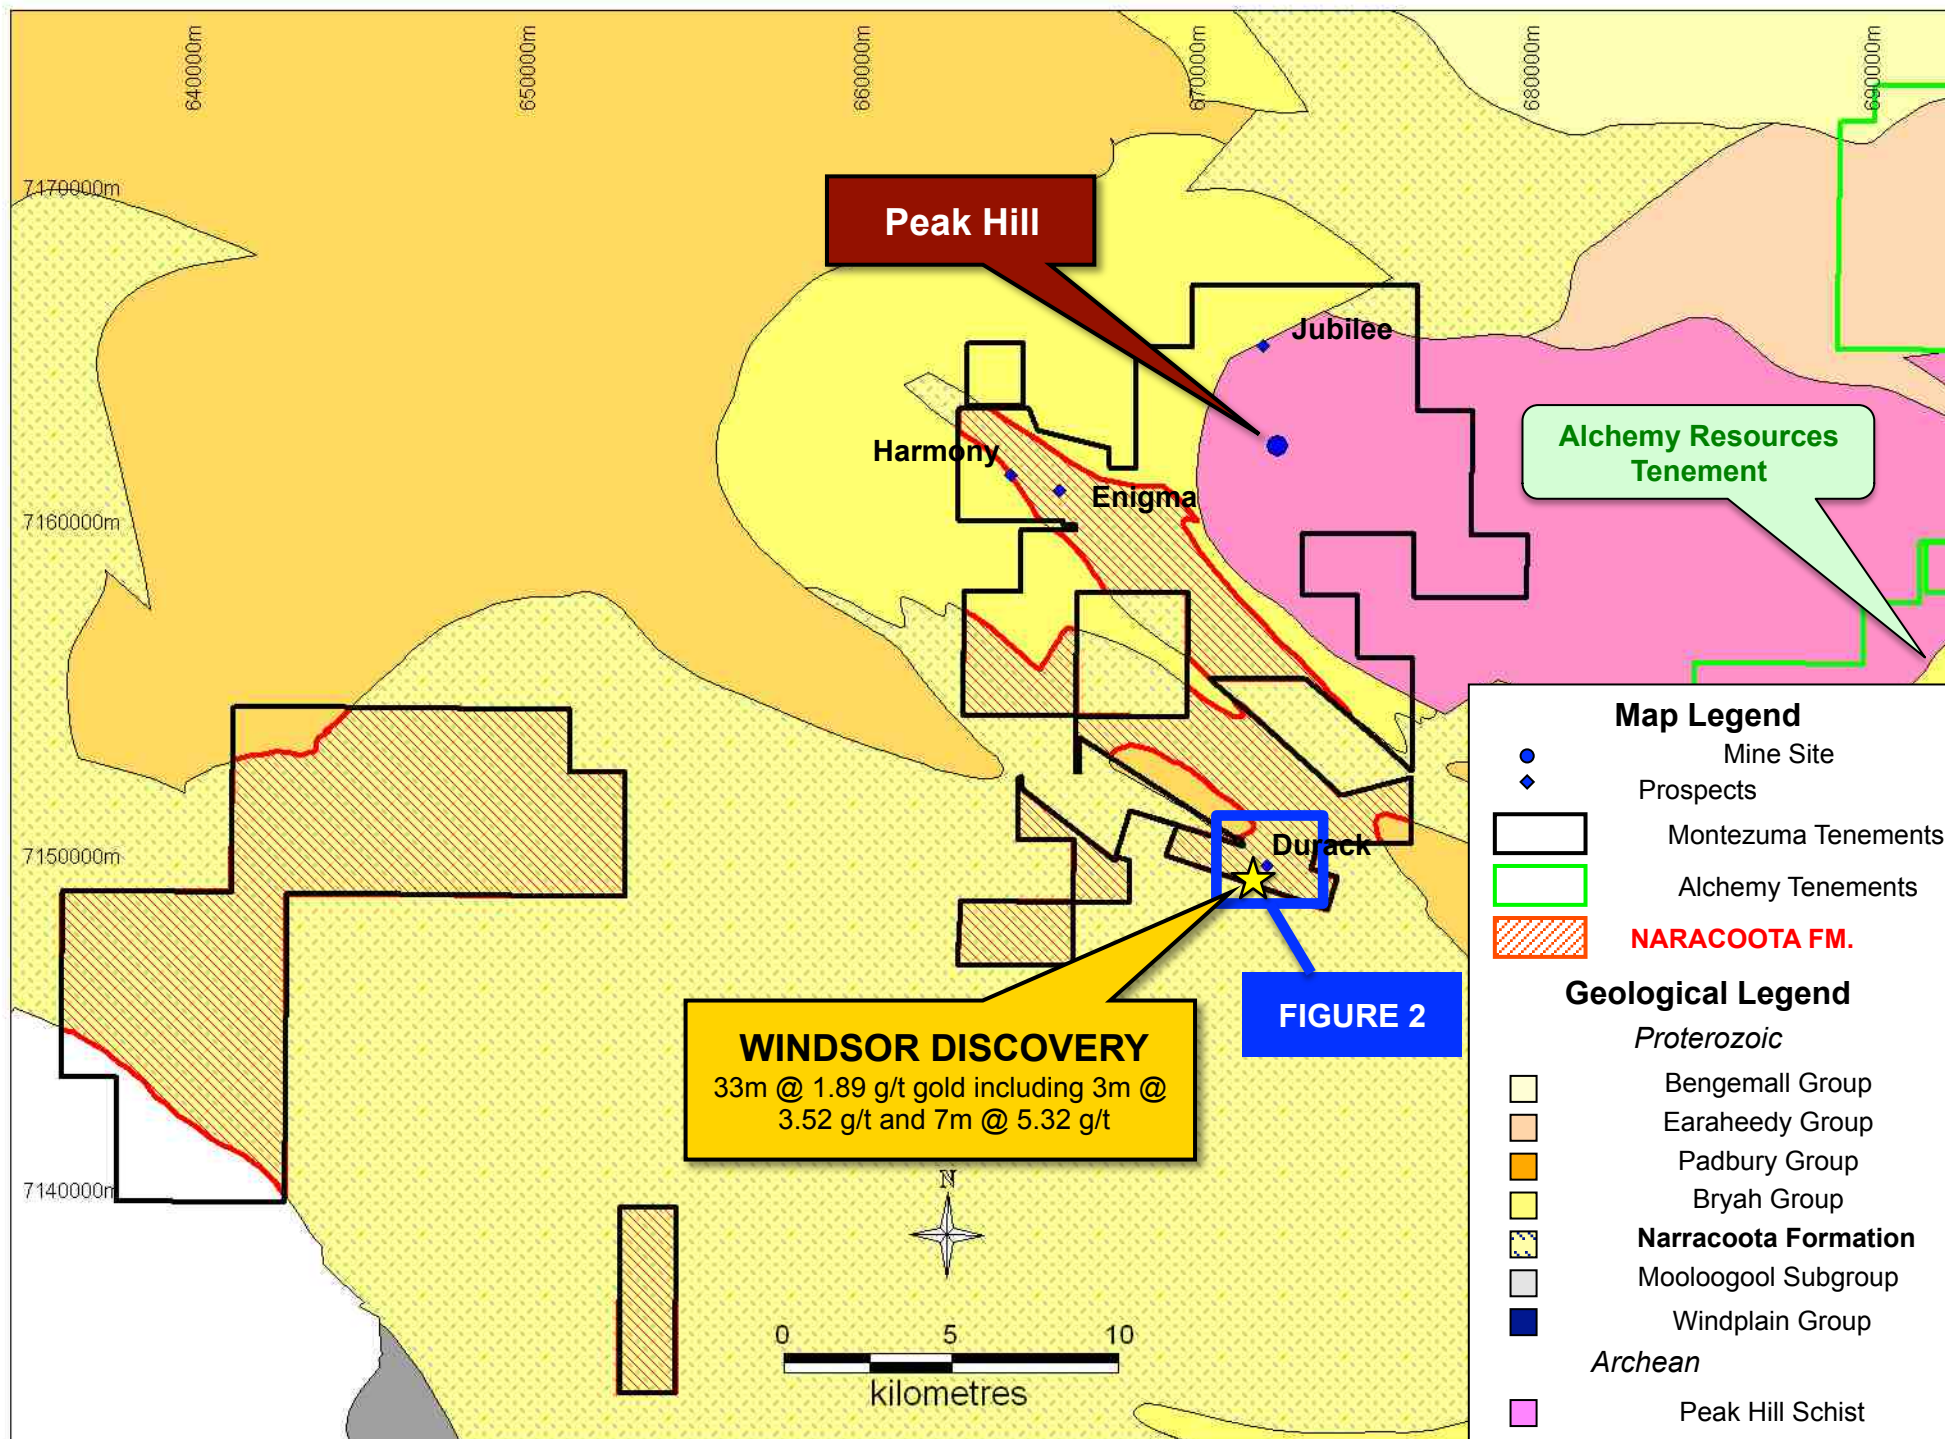 640000m
650000m
660000m
670000m
680000m
690000m
7170000m
Peak Hill
Jubilee
Harmony
Alchemy Resources
Tenement
Enigma
7160000m
Durack
7150000m
WINDSOR DISCOVERY
33m @ 1.89 g/t gold including 3m @
3.52 g/t and 7m @ 5.32 g/t
FIGURE 2
7140000m
N
0 5 10
kilometres
Map Legend
Mine Site
Prospects
Montezuma Tenements
Alchemy Tenements
NARACOOTA FM.
Geological Legend
Proterozoic
Bengemall Group
Earaheedy Group
Padbury Group
Bryah Group
Narracoota Formation
Mooloogool Subgroup
Windplain Group
Archean
Peak Hill Schist